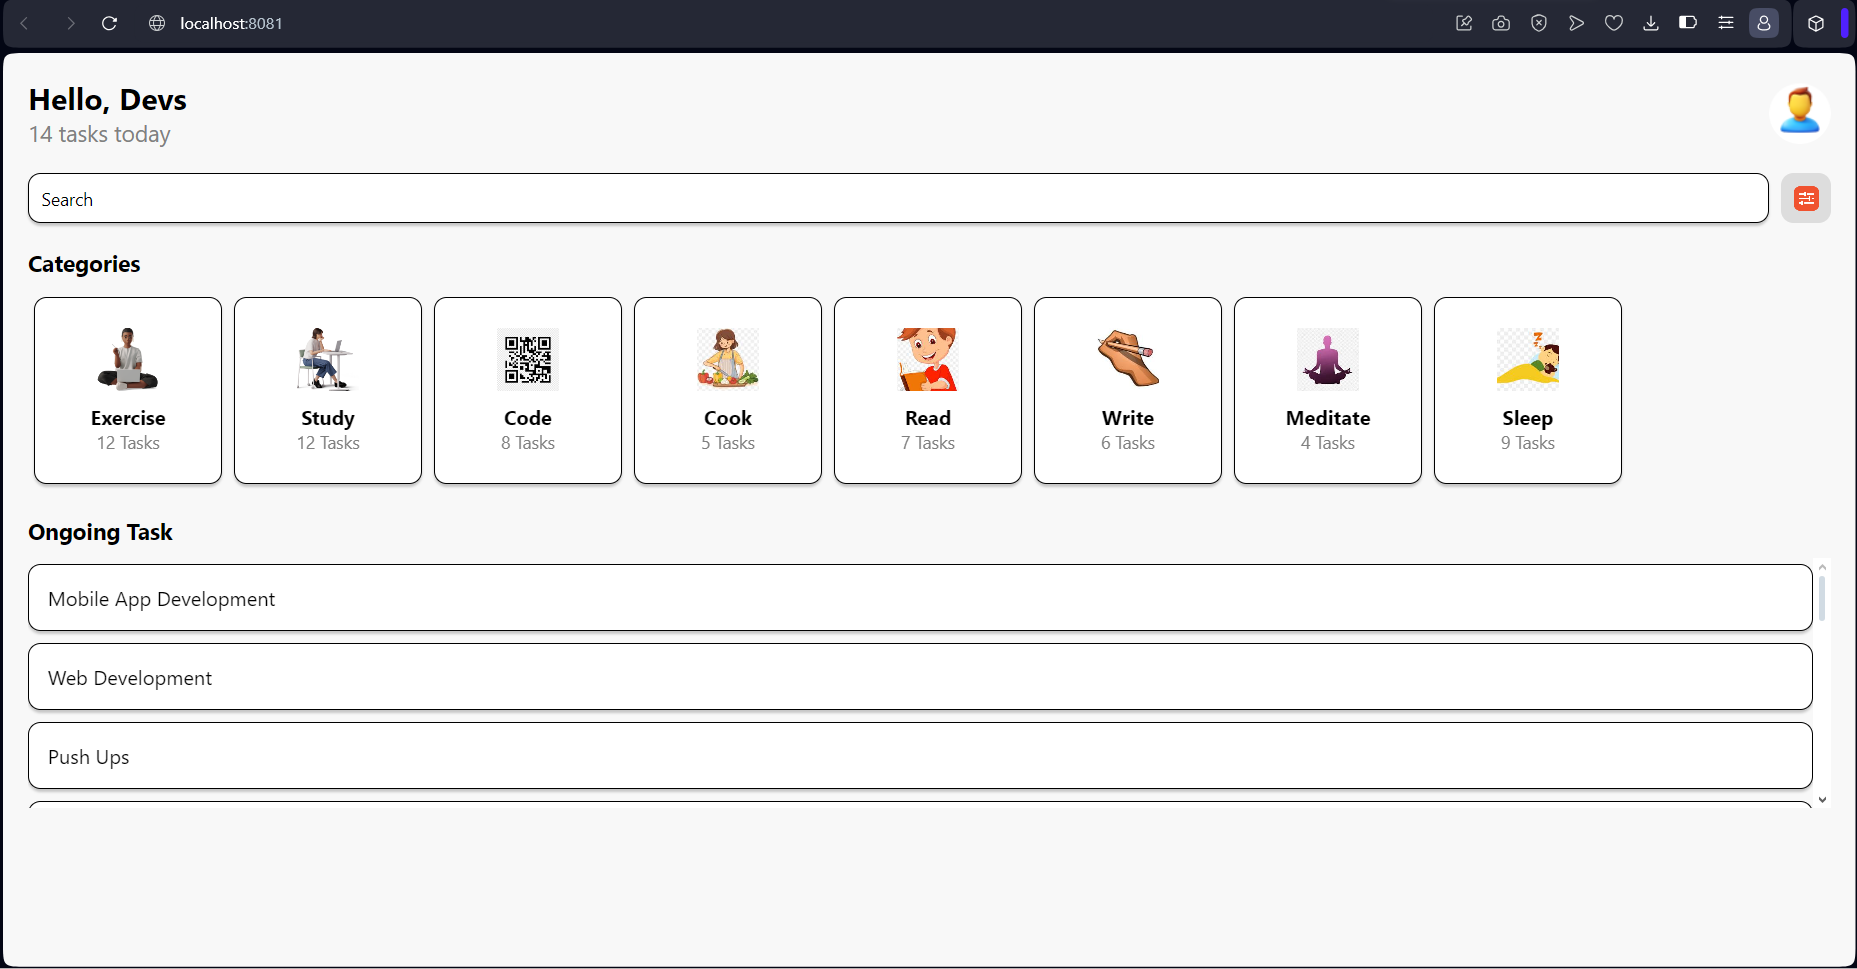 localhost:8081
Hello, Devs
14 tasks today
Search
Categories
Exercise
12 Tasks
Study
12 Tasks
Code
8 Tasks
Cook
5 Tasks
Read
7 Tasks
Write
6 Tasks
Meditate
4 Tasks
Sleep
9 Tasks
Ongoing Task
Mobile App Development
Web Development
Push Ups